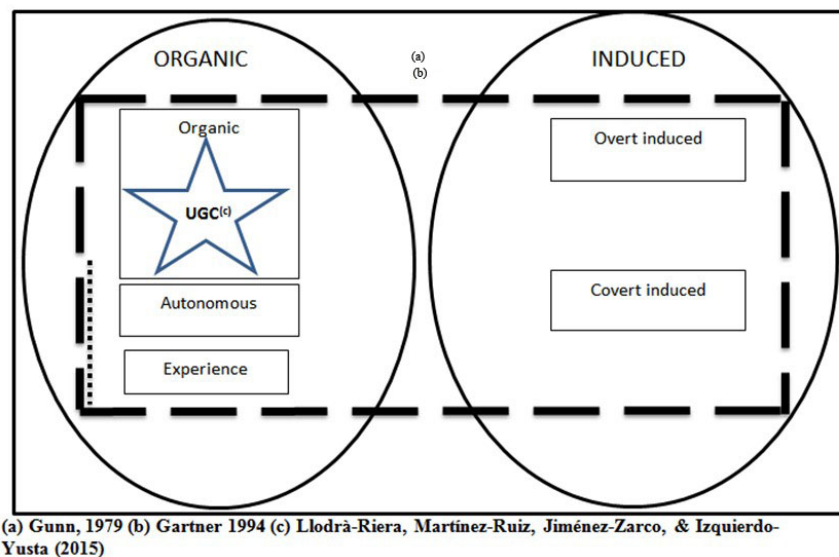 ORGANIC
(a)
(b)
INDUCED
Organic
UGC(c)
Autonomous
Experience
Overt induced
Covert induced
(a) Gunn, 1979 (b) Gartner 1994 (c) Llodrà-Riera, Martínez-Ruiz, Jiménez-Zarco, & Izquierdo-
Yusta (2015)